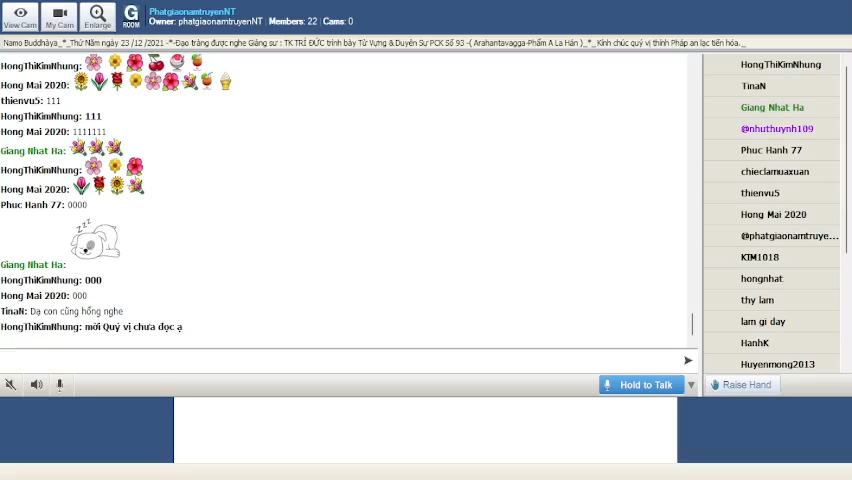 View Cam
My Cam
Enlarge
G
ROOM
PhatgiaonamtruyenNT
Owner: phatgiaonamtruyenNT | Members: 22 | Cams: 0
Namo Buddhàya_*_Thứ Năm ngày 23 /12 /2021 -*-Đạo tràng được nghe Giảng sư : TK TRÍ ĐỨC trình bày Từ Vựng & Duyên Sự PCK Số 93 -( Arahantavagga-Phẩm A La Hán )_*_ Kính chúc quý vị thính Pháp an lạc tiến hóa._
HongThiKimNhung:
Hong Mai 2020:
thienvu5: 111
HongThiKimNhung: 111
Hong Mai 2020: 1111111
Giang Nhat Ha:
HongThiKimNhung:
Hong Mai 2020:
Phuc Hanh 77: 0000
zzz
Giang Nhat Ha:
HongThiKimNhung: 000
Hong Mai 2020: 000
TinaN: Dạ con cũng hổng nghe
HongThiKimNhung: mời Quý vị chưa đọc ạ
HongThiKimNhung
TinaN
Giang Nhat Ha
@nhuthuynh109
Phuc Hanh 77
chieclamuaxuan
thienvu5
Hong Mai 2020
@phatgiaonamtruye...
KIM1018
hongnhat
thy lam
lam gi day
HanhK
Huyenmong2013
Hold to Talk
Raise Hand